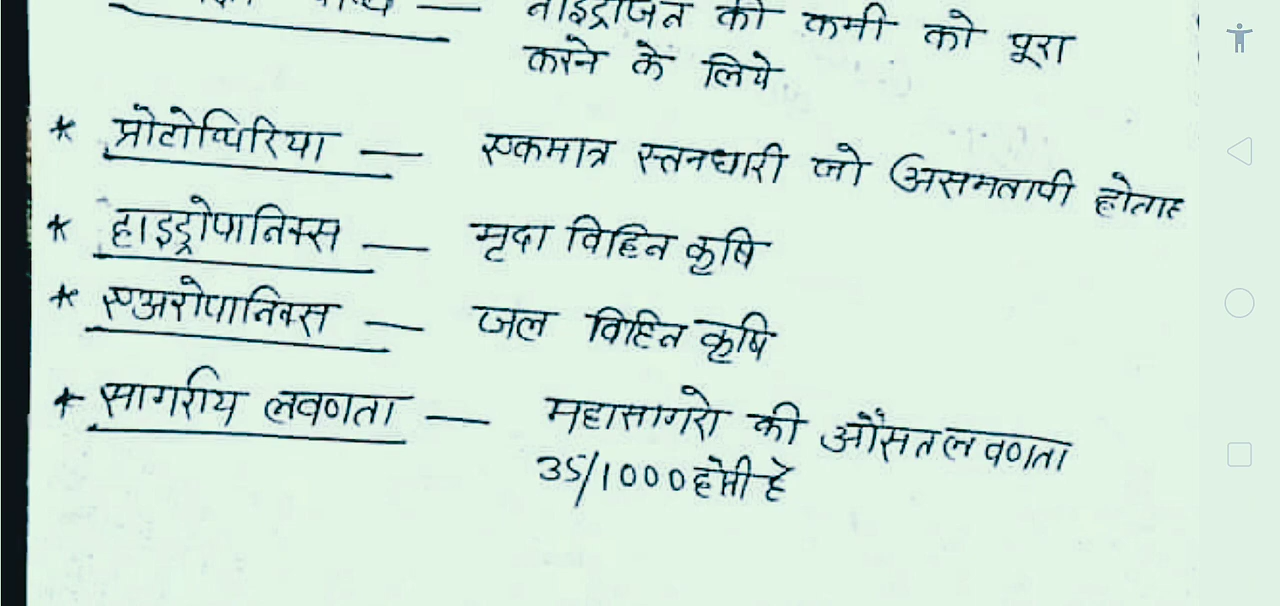 — नाइट्रोजन की कमी को पूरा
करने के लिये
* प्रोटोथिरिया — एकमात्र स्तनधारी जो असमतापी होता है
* हाइड्रोपानिक्स — मृदा विहिन कृषि
* एअरोपानिक्स — जल विहिन कृषि
* सागरीय लवणता — महासागरो की औसत लवणता
35/1000 होती है